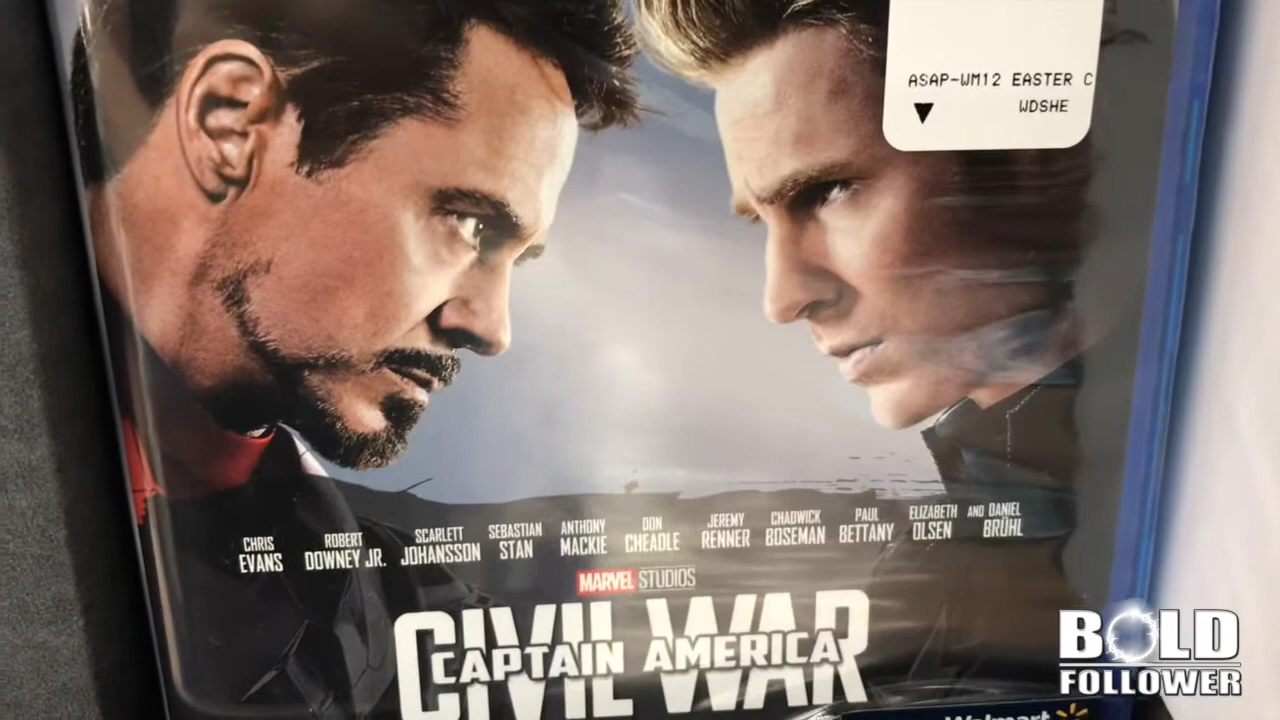 ASAP-WM12 EASTER C
WDSHE
CHRIS EVANS
ROBERT DOWNEY JR.
SCARLETT JOHANSSON
SEBASTIAN STAN
ANTHONY MACKIE
DON CHEADLE
JEREMY RENNER
CHADWICK BOSEMAN
PAUL BETTANY
ELIZABETH OLSEN
AND DANIEL BRÜHL
MARVEL STUDIOS
CAPTAIN AMERICA
CIVIL WAR
BOLD
FOLLOWER
Walmart